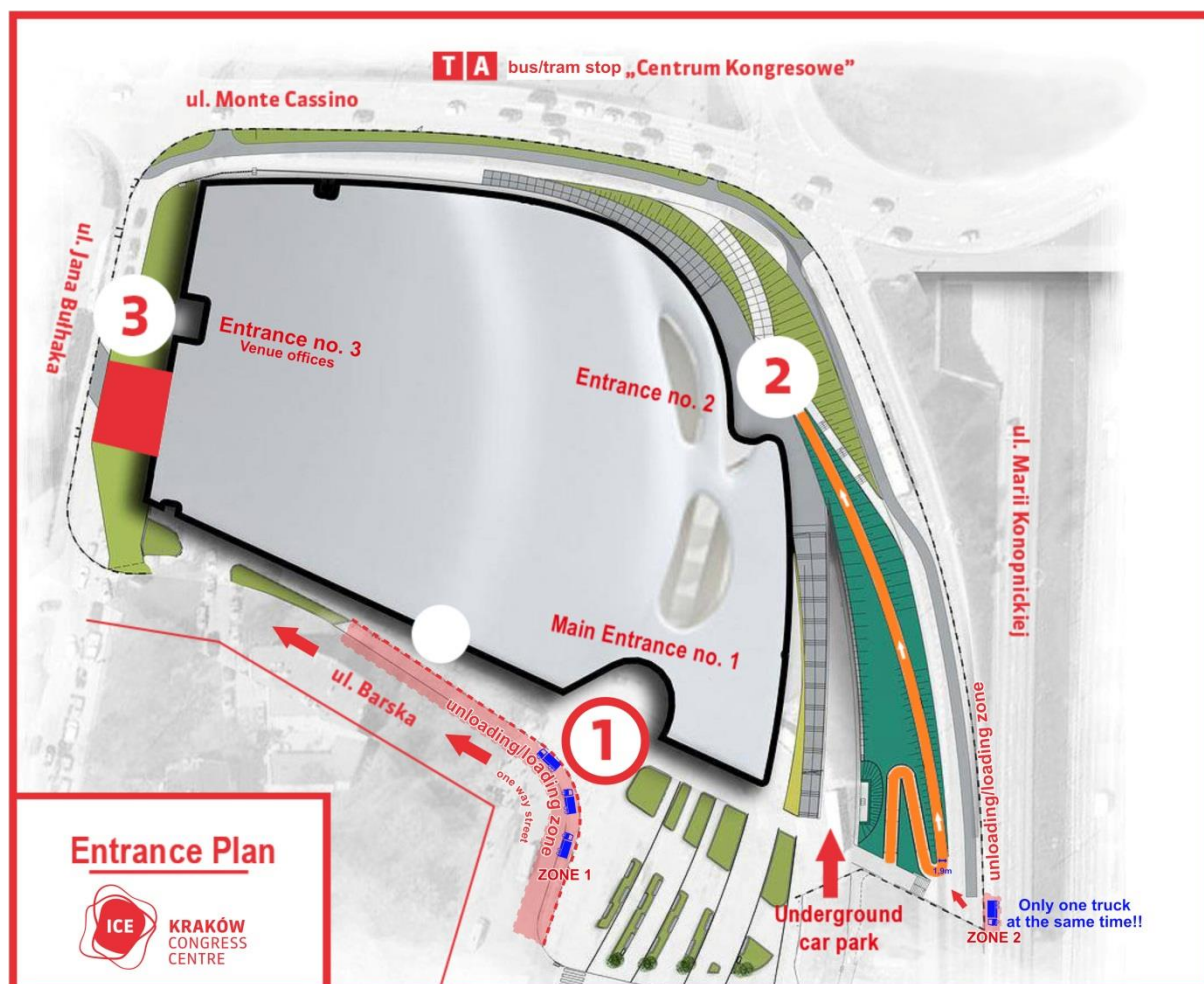 T A bus/tram stop „Centrum Kongresowe”
ul. Monte Cassino
ul. Jana Bułhaka
3
Entrance no. 3
Venue offices
2
Entrance no. 2
ul. Marii Konopnickiej
Main Entrance no. 1
1
ul. Barska
unloading/loading zone
one way street
ZONE 1
unloading/loading zone
1,9m
Only one truck
at the same time!!
ZONE 2
Underground
car park
Entrance Plan
ICE
KRAKÓW
CONGRESS
CENTRE